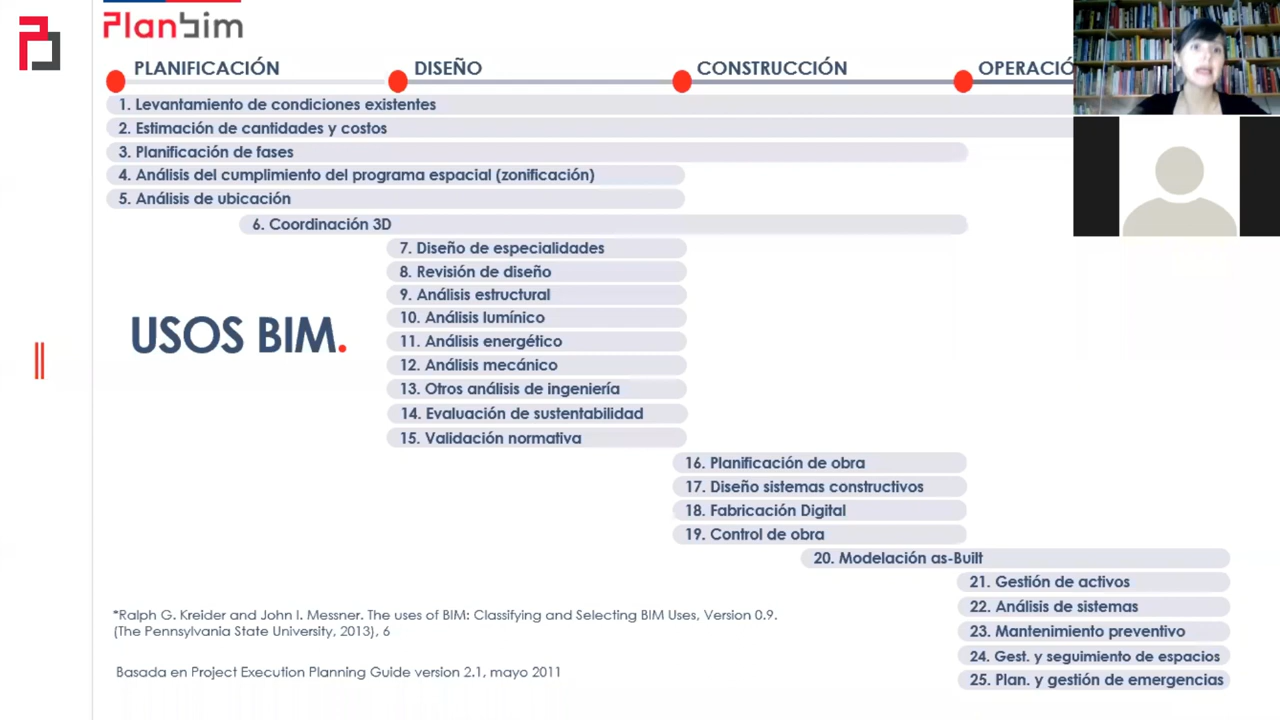 Planbim
PLANIFICACIÓN
DISEÑO
CONSTRUCCIÓN
OPERACIÓ
1. Levantamiento de condiciones existentes
2. Estimación de cantidades y costos
3. Planificación de fases
4. Análisis del cumplimiento del programa espacial (zonificación)
5. Análisis de ubicación
6. Coordinación 3D
7. Diseño de especialidades
8. Revisión de diseño
9. Análisis estructural
10. Análisis lumínico
11. Análisis energético
12. Análisis mecánico
13. Otros análisis de ingeniería
14. Evaluación de sustentabilidad
15. Validación normativa
USOS BIM.
16. Planificación de obra
17. Diseño sistemas constructivos
18. Fabricación Digital
19. Control de obra
20. Modelación as-Built
21. Gestión de activos
22. Análisis de sistemas
23. Mantenimiento preventivo
24. Gest. y seguimiento de espacios
25. Plan. y gestión de emergencias
*Ralph G. Kreider and John I. Messner. The uses of BIM: Classifying and Selecting BIM Uses, Version 0.9.
(The Pennsylvania State University, 2013), 6
Basada en Project Execution Planning Guide version 2.1, mayo 2011